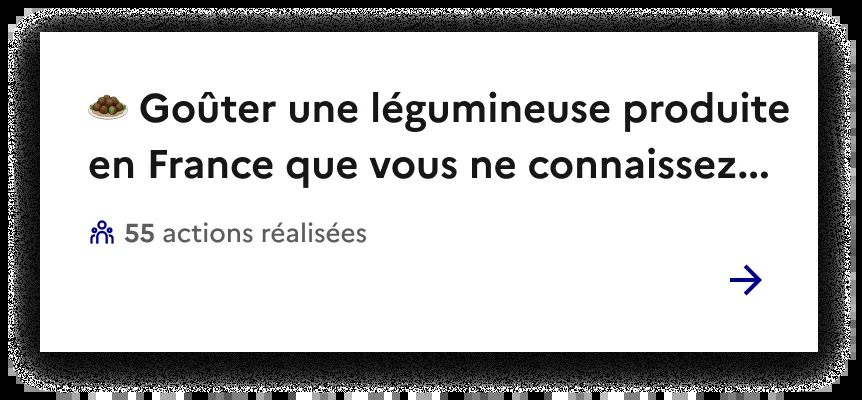 Goûter une légumineuse produite
en France que vous ne connaissez...
55 actions réalisées